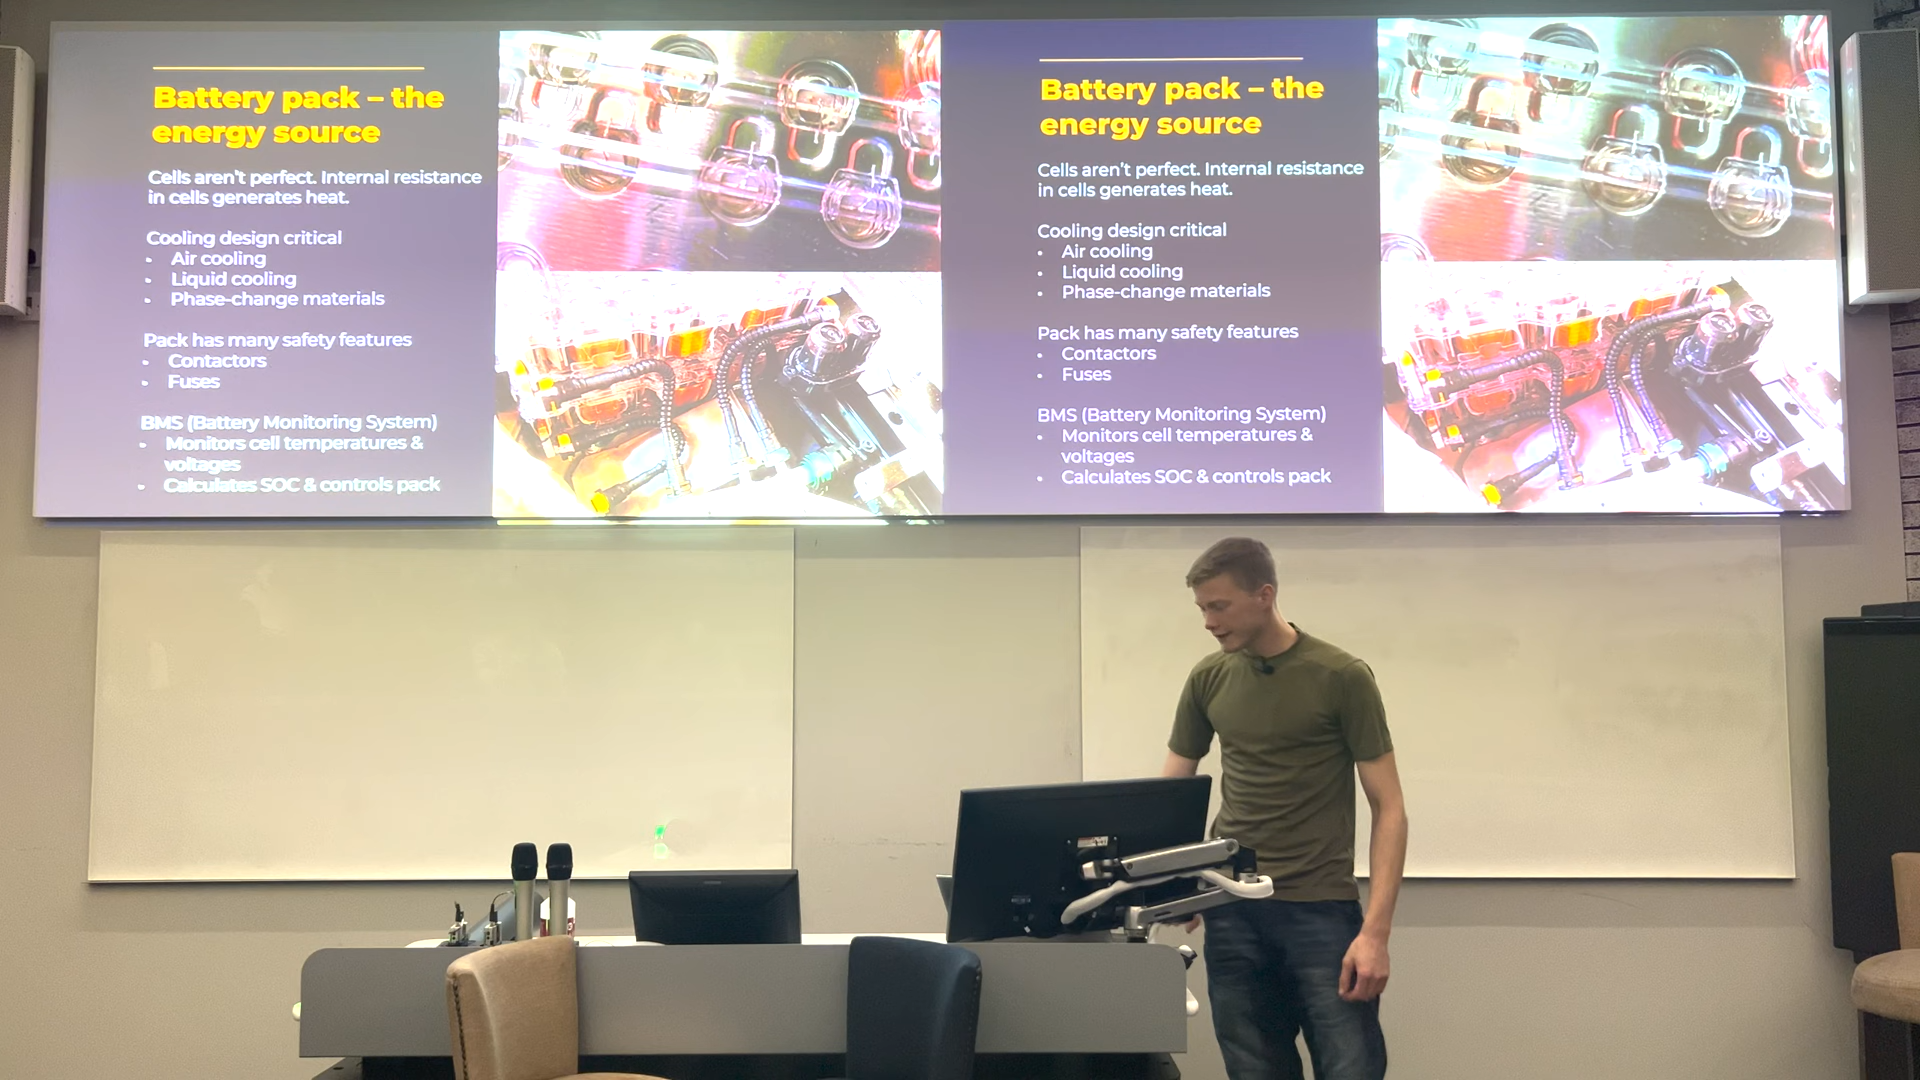 Battery pack – the
energy source
Cells aren't perfect. Internal resistance
in cells generates heat.
Cooling design critical
• Air cooling
• Liquid cooling
• Phase-change materials
Pack has many safety features
• Contactors
• Fuses
BMS (Battery Monitoring System)
• Monitors cell temperatures &
voltages
• Calculates SOC & controls pack
Battery pack – the
energy source
Cells aren't perfect. Internal resistance
in cells generates heat.
Cooling design critical
• Air cooling
• Liquid cooling
• Phase-change materials
Pack has many safety features
• Contactors
• Fuses
BMS (Battery Monitoring System)
• Monitors cell temperatures &
voltages
• Calculates SOC & controls pack